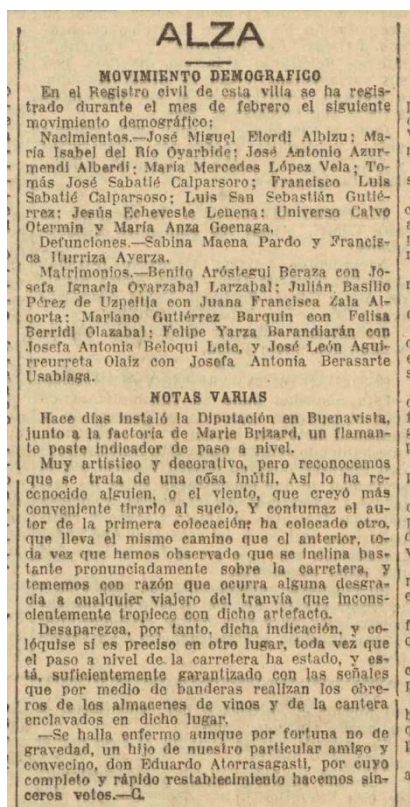 ALZA
MOVIMIENTO DEMOGRAFICO
En el Registro civil de esta villa se ha regis-
trado durante el mes de febrero el siguiente
movimiento demográfico:
Nacimientos.—José Miguel Elordi Albizu; Ma-
ría Isabel del Río Oyarbide; José Antonio Azur-
mendi Alberdi; María Mercedes López Vela; To-
más José Sabatié Calparsoro; Francisco Luis
Sabatié Calparsoso; Luis San Sebastián Gutié-
rrez; Jesús Echeveste Lenena; Universo Calvo
Otermin y María Anza Goenaga.
Defunciones.—Sabina Maena Pardo y Francis-
ca Iturriza Ayerza.
Matrimonios.—Benito Aróstegui Beraza con Jo-
sefa Ignacia Oyarzabal Larzabal; Julián Basilio
Pérez de Uzpeitia con Juana Francisca Zala Al-
corta; Mariano Gutiérrez Barquín con Felisa
Berridi Olazabal; Felipe Yarza Barandiarán con
Josefa Antonia Beloqui Lete, y José León Agui-
rreurreta Olaiz con Josefa Antonia Berasarte
Usabiaga.
NOTAS VARIAS
Hace días instaló la Diputación en Buenavista,
junto a la factoría de Marie Brizard, un flaman-
te poste indicador de paso a nivel.
Muy artístico y decorativo, pero reconocemos
que se trata de una cosa inútil. Así lo ha re-
conocido alguien, o el viento, que creyó más
conveniente tirarlo al suelo. Y contumaz el au-
tor de la primera colocación; ha colocado otro,
que lleva el mismo camino que el anterior, to-
da vez que hemos observado que se inclina bas-
tante pronunciadamente sobre la carretera, y
tememos con razón que ocurra alguna desgra-
cia a cualquier viajero del tranvía que incons-
cientemente tropiece con dicho artefacto.
Desaparezca, por tanto, dicha indicación, y co-
lóquise si es preciso en otro lugar, toda vez que
el paso a nivel de la carretera ha estado, y es-
tá, suficientemente garantizado con las señales
que por medio de banderas realizan los obre-
ros de los almacenes de vinos y de la cantera
enclavados en dicho lugar.
—Se halla enfermo aunque por fortuna no de
gravedad, un hijo de nuestro particular amigo y
convecino, don Eduardo Atorrasagasti, por cuyo
completo y rápido restablecimiento hacemos sin-
ceros votos.—C.